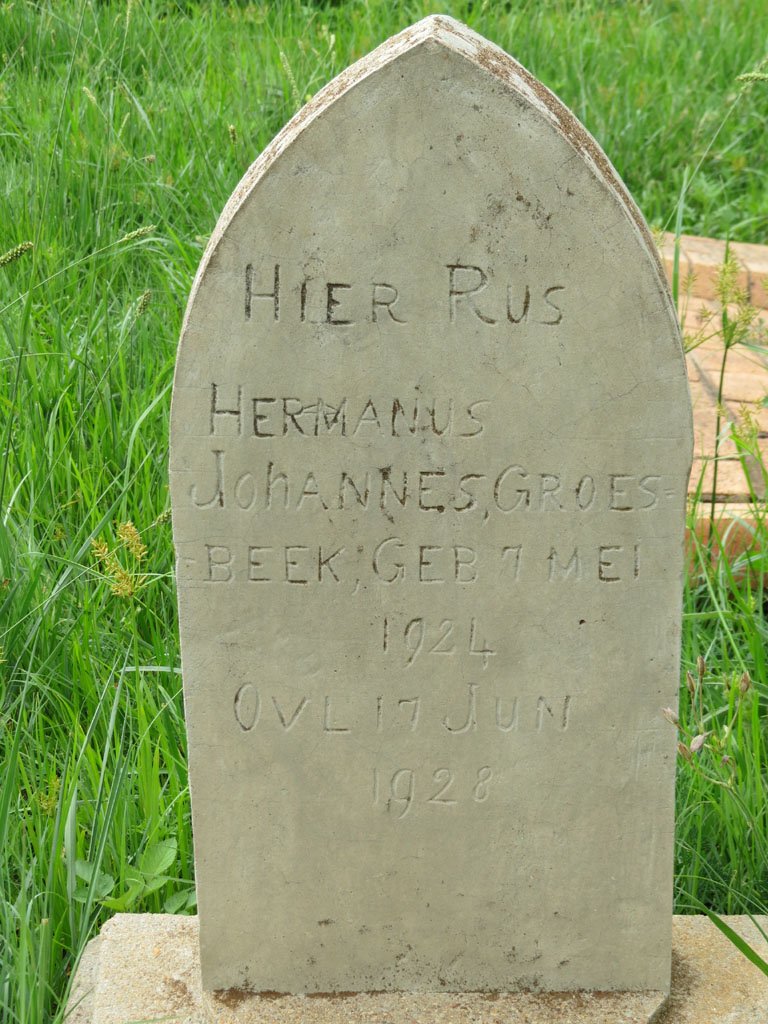 HIER RUS
HERMANUS
JOHANNES, GROES-
BEEK, GEB 7 MEI
1924
OVL 17 JUN
1928